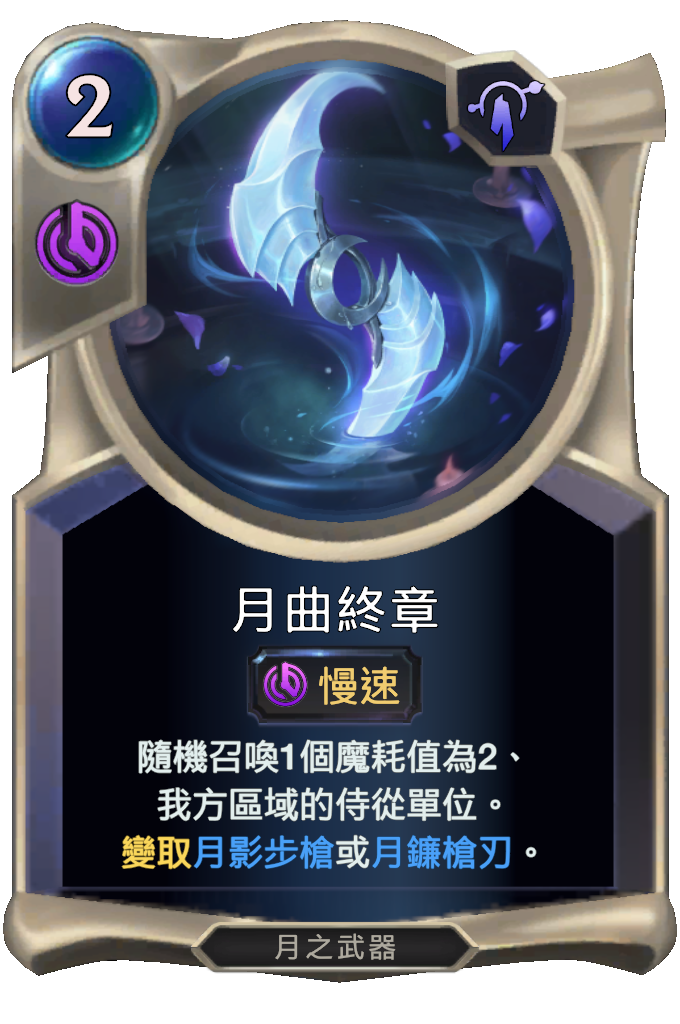 2
月曲終章
慢速
隨機召喚1個魔耗值為2、
我方區域的侍從單位。
變取月影步槍或月鐮槍刃。
月之武器